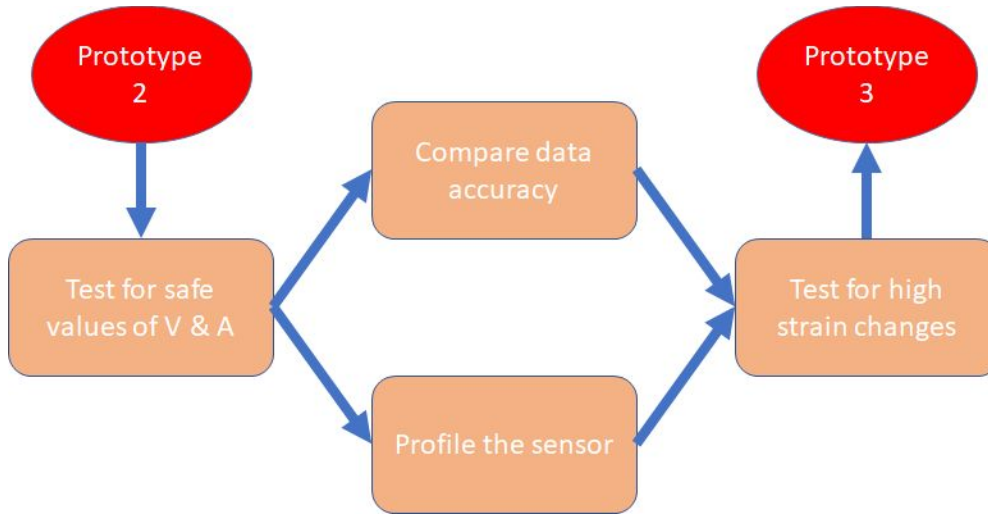 Prototype
2
Test for safe
values of V & A
Compare data
accuracy
Profile the sensor
Test for high
strain changes
Prototype
3